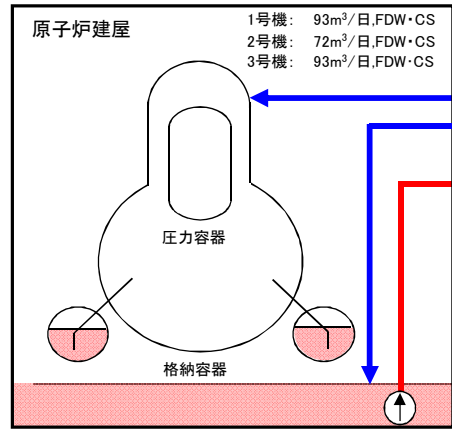 原子炉建屋
1号機: 93m³/日,FDW・CS
2号機: 72m³/日,FDW・CS
3号機: 93m³/日,FDW・CS
圧力容器
格納容器